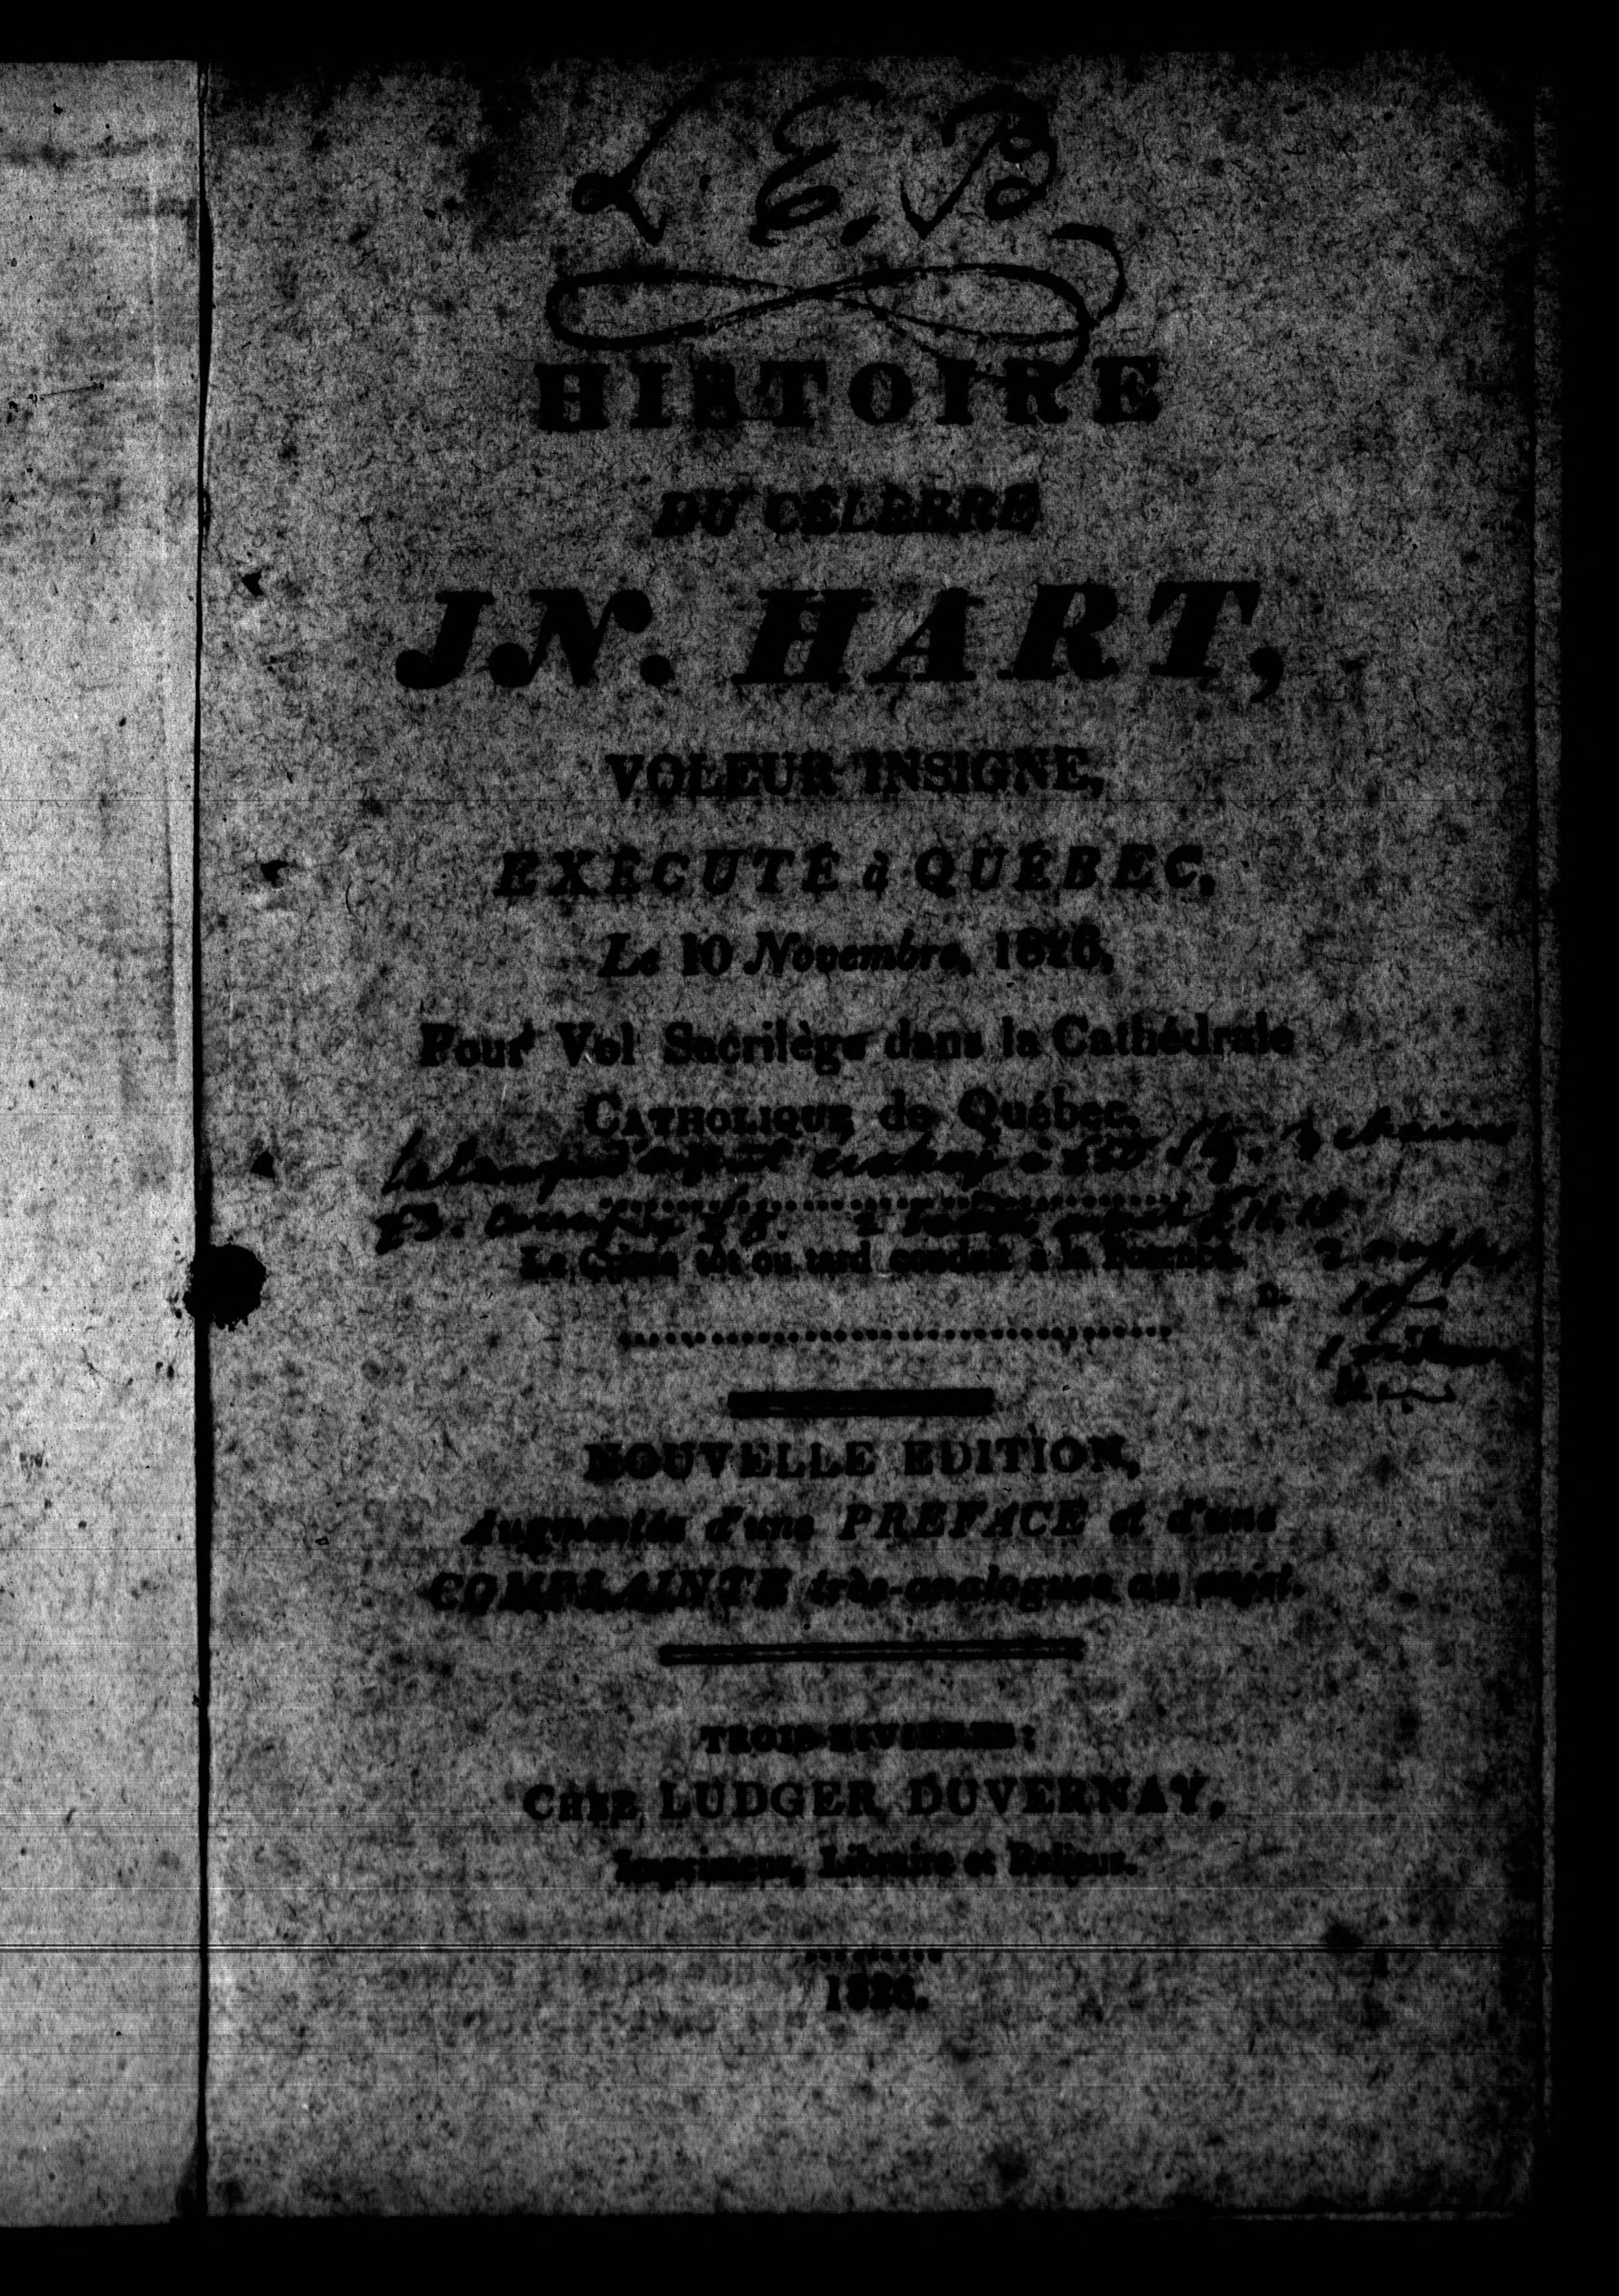 L. E. B
HISTOIRE
DU CÉLÈBRE
JN. HART,
VOLEUR INSIGNE,
EXÉCUTÉ à QUÉBEC,
Le 10 Novembre, 1826,
Pour Vol Sacrilège dans la Cathédrale
CATHOLIQUE de Québec.
Le Crime tôt ou tard conduit à la Potence.
NOUVELLE EDITION,
Augmentée d'une PREFACE et d'une
COMPLAINTE très-analogues au sujet.
TROIS-RIVIERES:
CHEZ LUDGER DUVERNAY,
Imprimeur, Libraire et Relieur.
1826.